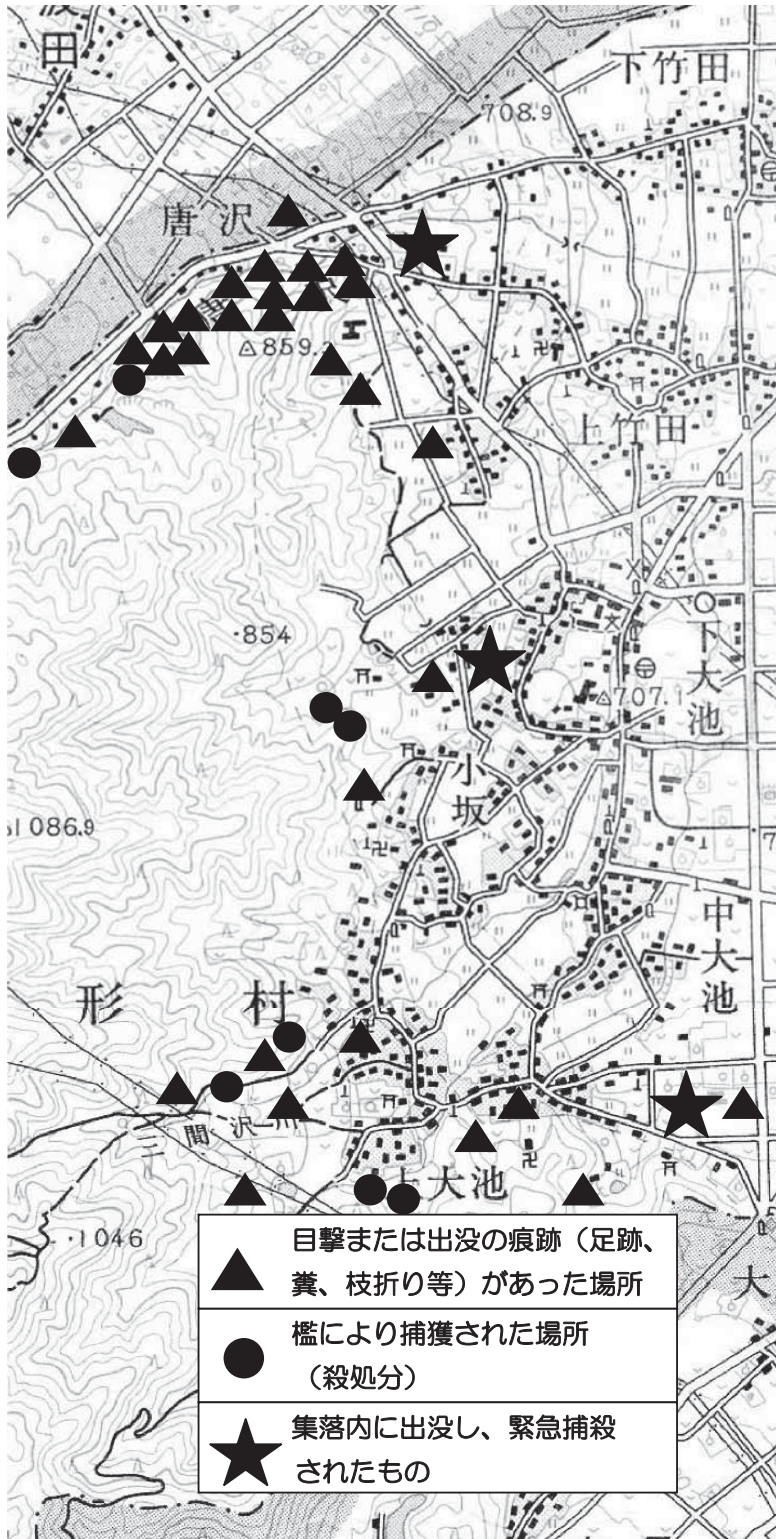 田
下竹田
708.9
唐沢
859.
上竹田
·854
下大池
707.1
小坂
1086.9
中大池
形村
三間沢川
上大池
·1046
大
目撃または出没の痕跡（足跡、
糞、枝折り等）があった場所
檻により捕獲された場所
（殺処分）
集落内に出没し、緊急捕殺
されたもの